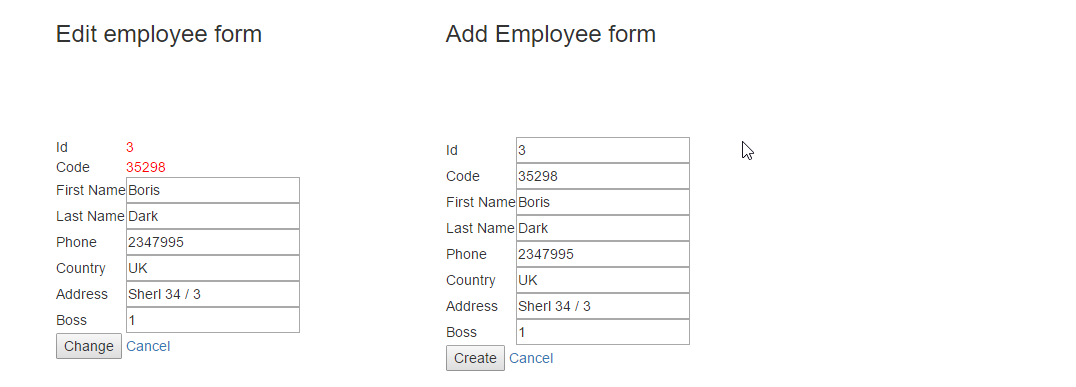 Edit employee form
Id 3
Code 35298
First Name Boris
Last Name Dark
Phone 2347995
Country UK
Address Sherl 34 / 3
Boss 1
Change Cancel
Add Employee form
Id 3
Code 35298
First Name Boris
Last Name Dark
Phone 2347995
Country UK
Address Sherl 34 / 3
Boss 1
Create Cancel